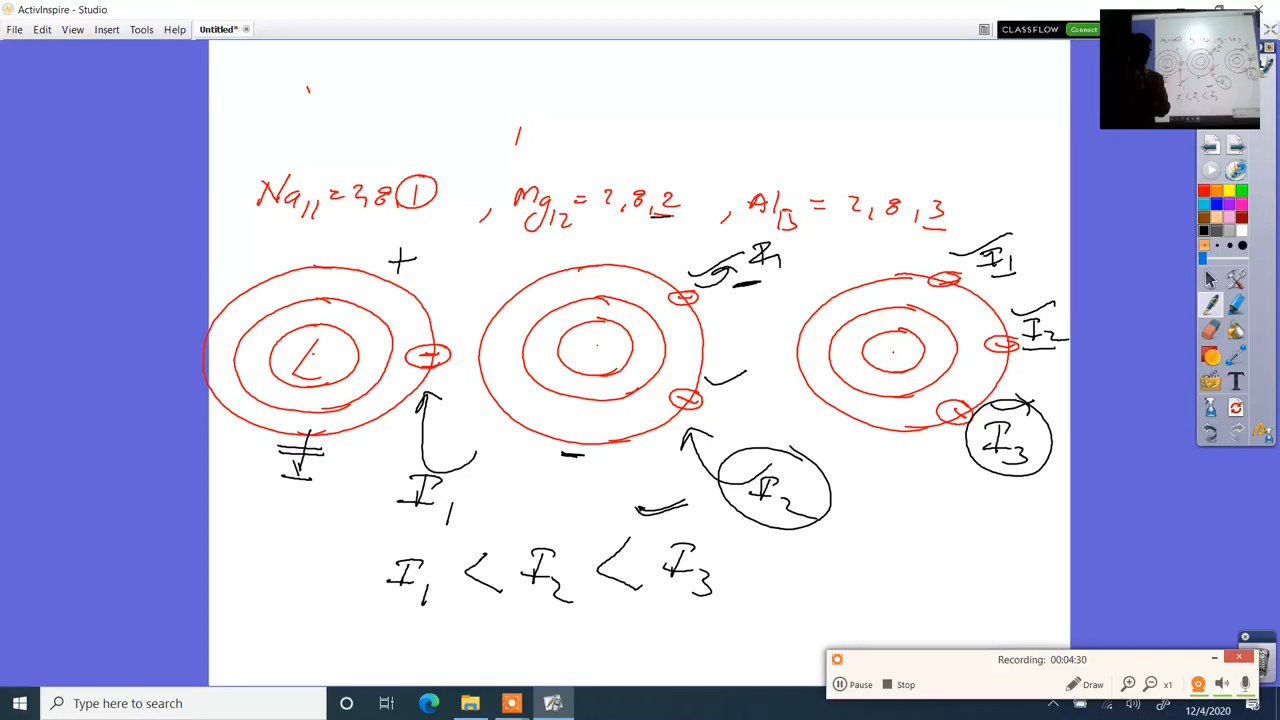 ActivInspire - Studio
File Edit View Insert Tools Help Untitled* CLASSFLOW Connect
Na11 = 2,8,1 , Mg12 = 2,8,2 , Al13 = 2,8,3
+
I1
I1
I2
I3
I1
I2
I1 < I2 < I3
Recording: 00:04:30
Pause Stop Draw x1
Type here to search
12/4/2020